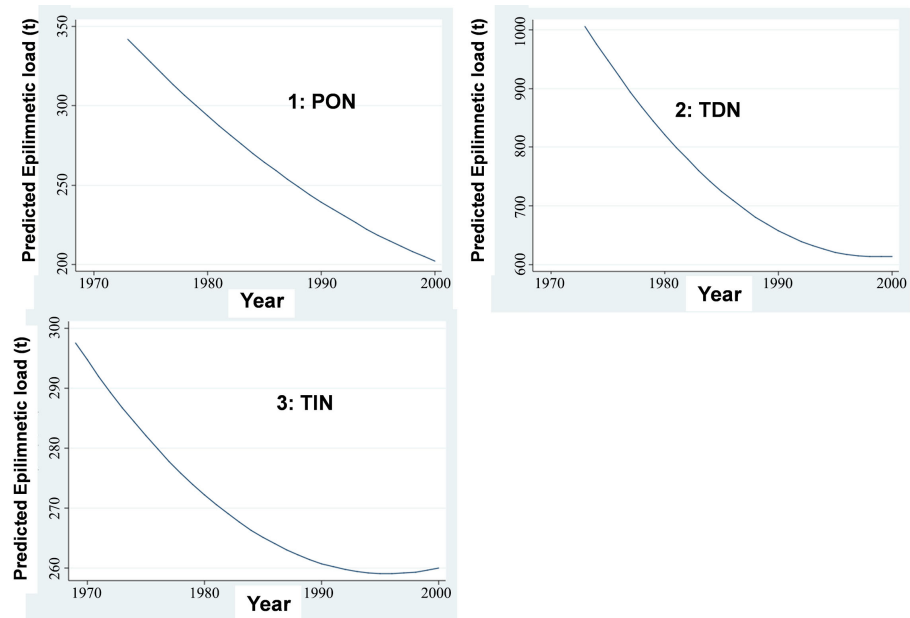 Predicted Epilimnetic load (t)
350
300
250
200
1: PON
1970
1980
1990
2000
Year
Predicted Epilimnetic load (t)
1000
900
800
700
600
2: TDN
1970
1980
1990
2000
Year
Predicted Epilimnetic load (t)
300
290
280
270
260
3: TIN
1970
1980
1990
2000
Year